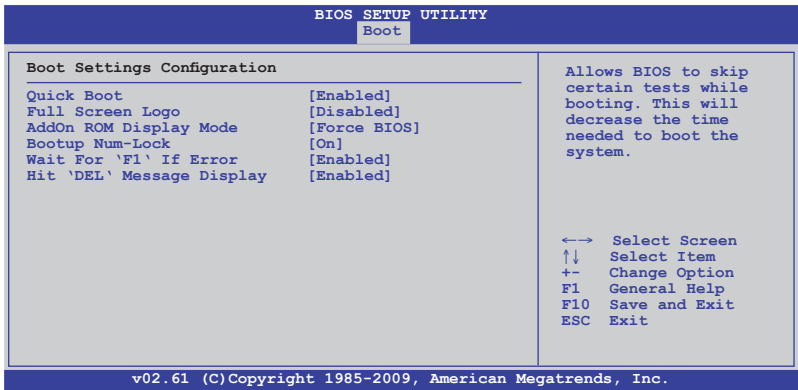 BIOS SETUP UTILITY
Boot
Boot Settings Configuration
Quick Boot [Enabled]
Full Screen Logo [Disabled]
AddOn ROM Display Mode [Force BIOS]
Bootup Num-Lock [On]
Wait For ‘F1‘ If Error [Enabled]
Hit ‘DEL‘ Message Display [Enabled]
Allows BIOS to skip
certain tests while
booting. This will
decrease the time
needed to boot the
system.
←→ Select Screen
↑↓ Select Item
+- Change Option
F1 General Help
F10 Save and Exit
ESC Exit
v02.61 (C)Copyright 1985-2009, American Megatrends, Inc.